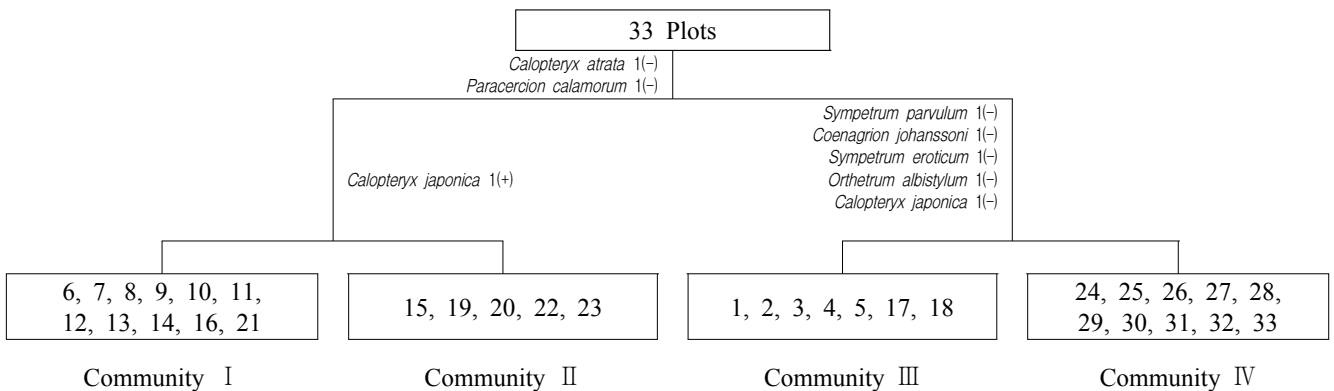 33 Plots
Calopteryx atrata 1(−)
Paracercion calamorum 1(−)
Sympetrum parvulum 1(−)
Coenagrion johanssoni 1(−)
Sympetrum eroticum 1(−)
Orthetrum albistylum 1(−)
Calopteryx japonica 1(−)
Calopteryx japonica 1(+)
6, 7, 8, 9, 10, 11,
12, 13, 14, 16, 21
15, 19, 20, 22, 23
1, 2, 3, 4, 5, 17, 18
24, 25, 26, 27, 28,
29, 30, 31, 32, 33
Community Ⅰ
Community Ⅱ
Community Ⅲ
Community Ⅳ